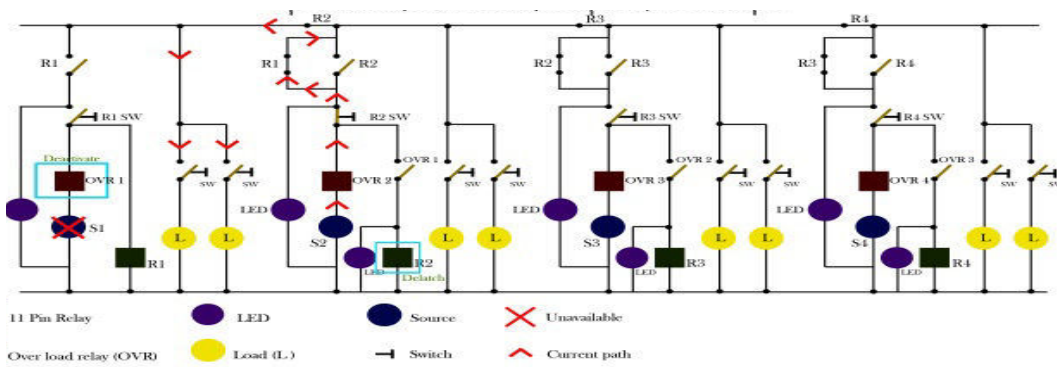 R2 R3 R4
R1 R1 R2 R2 R3 R3 R4
R1 SW R2 SW R3 SW R4 SW
Deactivate OVR 1 OVR 2 OVR 3
OVR 1 SW SW OVR 2 SW SW OVR 3 SW SW OVR 4 SW SW
LED LED LED
S1 L L S2 L L S3 L L S4 L L
R1 R2 R3 R4
LED LED LED
Delatch
11 Pin Relay LED Source Unavailable
Over load relay (OVR) Load (L ) Switch Current path